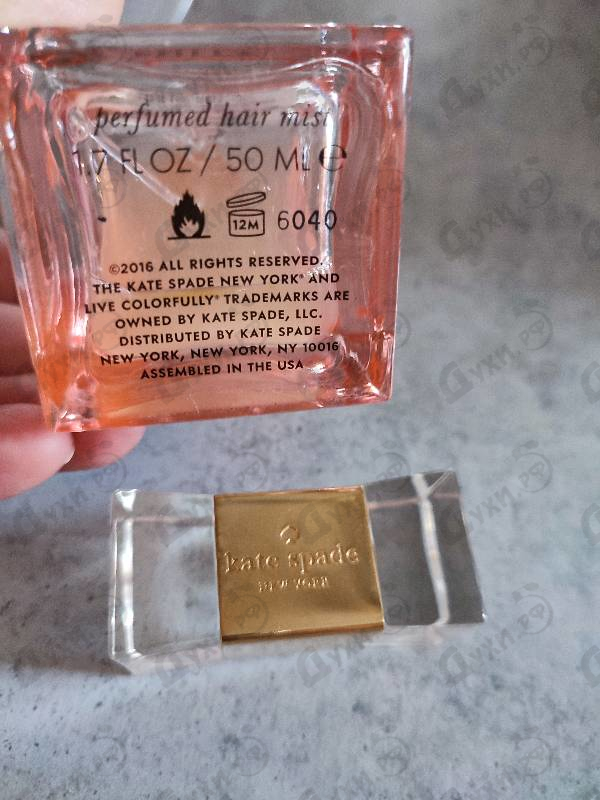 perfumed hair mist
1.7 FL OZ / 50 ML ℮
12M 6040
©2016 ALL RIGHTS RESERVED.
THE KATE SPADE NEW YORK® AND
LIVE COLORFULLY® TRADEMARKS ARE
OWNED BY KATE SPADE, LLC.
DISTRIBUTED BY KATE SPADE
NEW YORK, NEW YORK, NY 10016
ASSEMBLED IN THE USA
kate spade
NEW YORK
Духи.рф